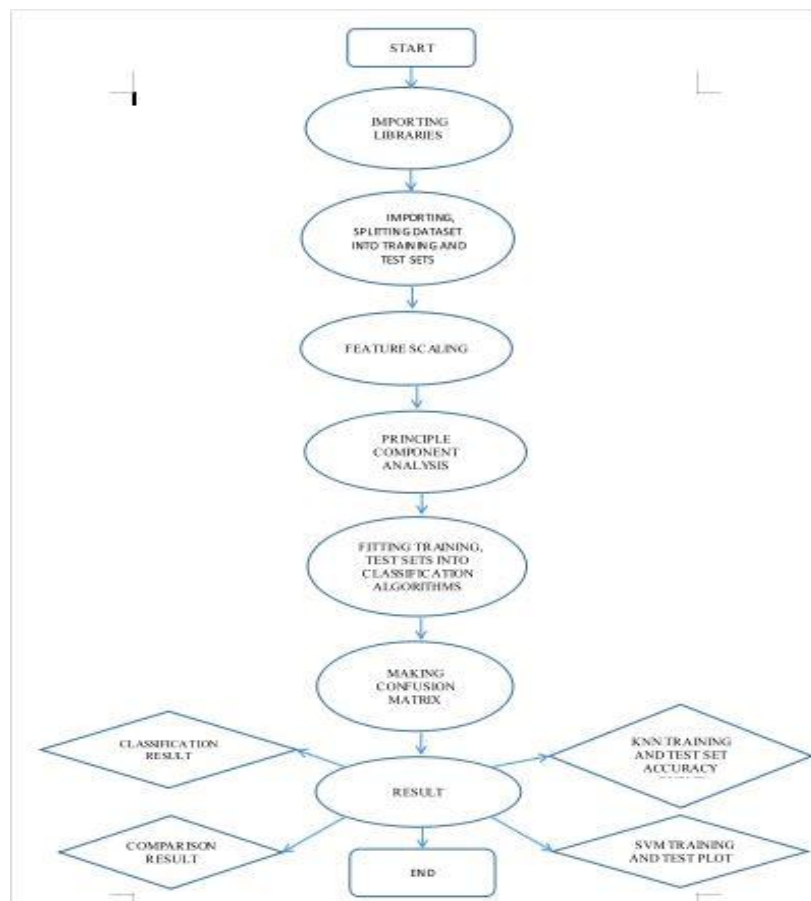 START
IMPORTING
LIBRARIES
IMPORTING,
SPLITTING DATASET
INTO TRAINING AND
TEST SETS
FEATURE SCALING
PRINCIPLE
COMPONENT
ANALYSIS
FITTING TRAINING,
TEST SETS INTO
CLASSIFICATION
ALGORITHMS
MAKING
CONFUSION
MATRIX
CLASSIFICATION
RESULT
KNN TRAINING
AND TEST SET
ACCURACY
RESULT
COMPARISON
RESULT
SVM TRAINING
AND TEST PLOT
END